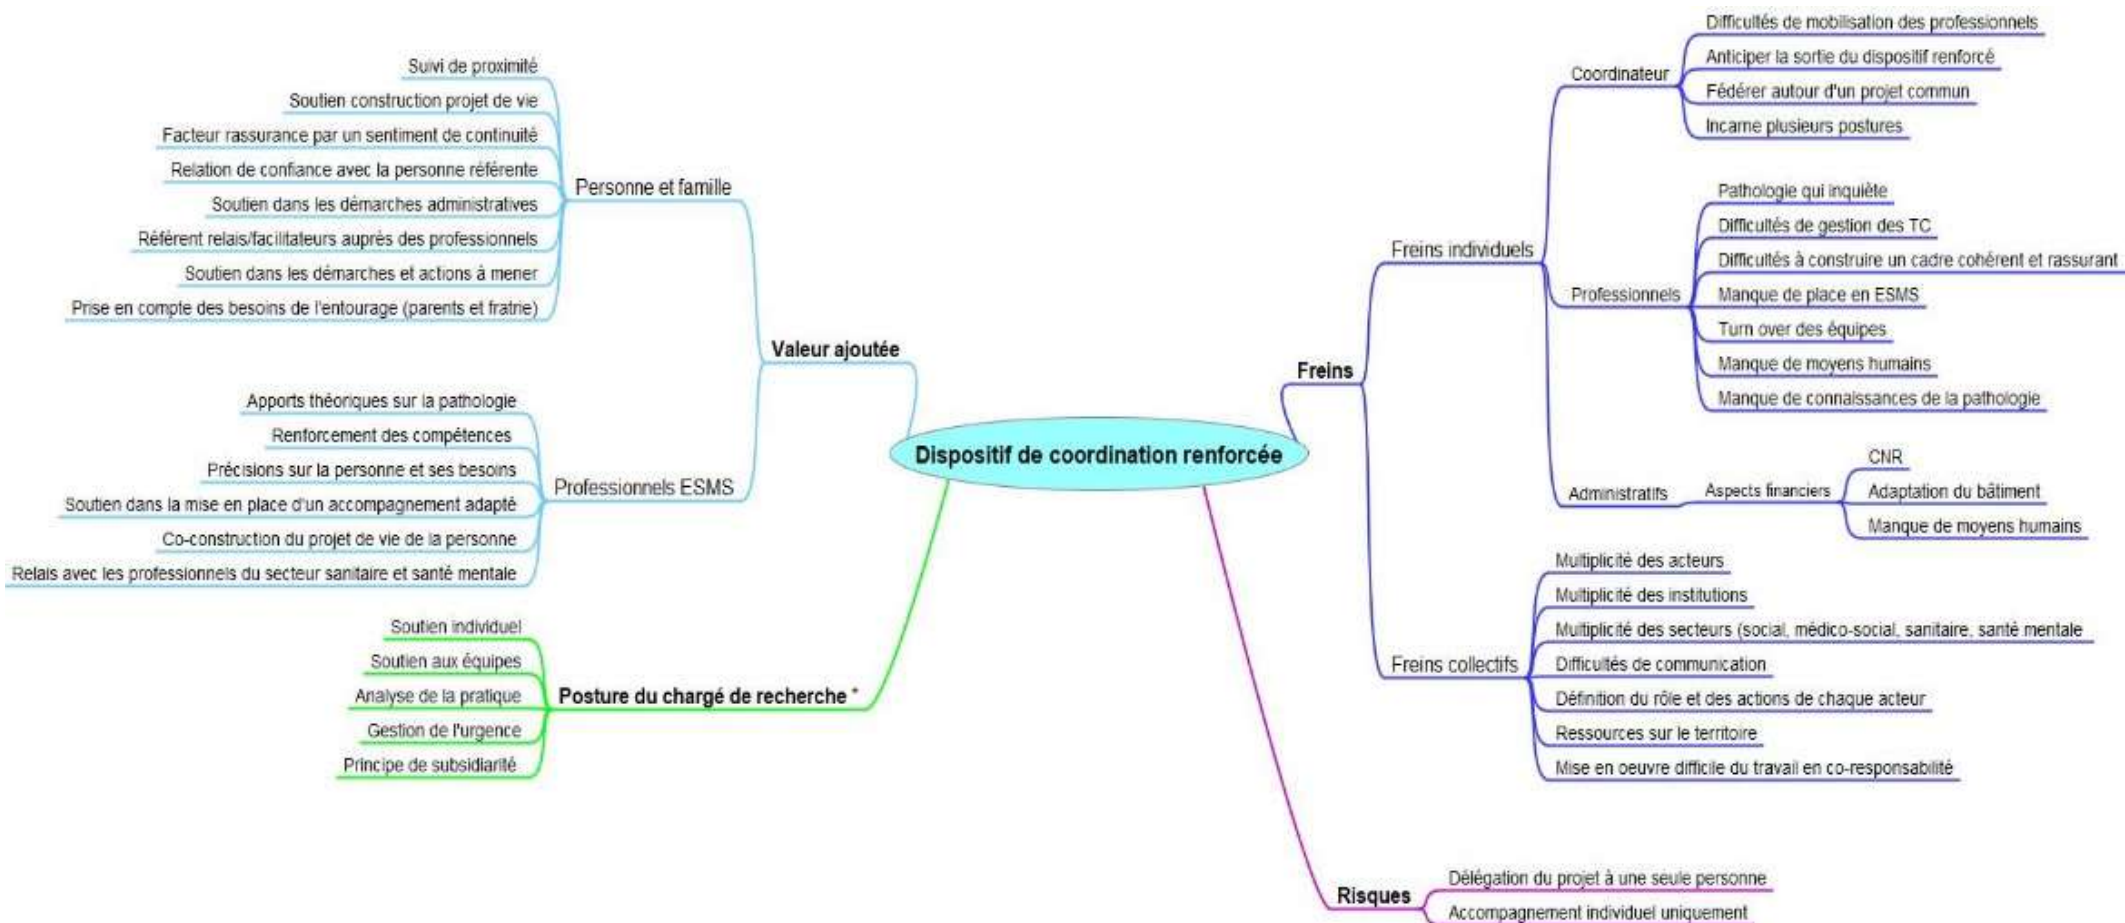 Dispositif de coordination renforcée
Valeur ajoutée
Personne et famille
Suivi de proximité
Soutien construction projet de vie
Facteur rassurance par un sentiment de continuité
Relation de confiance avec la personne référente
Soutien dans les démarches administratives
Référent relais/facilitateurs auprès des professionnels
Soutien dans les démarches et actions à mener
Prise en compte des besoins de l'entourage (parents et fratrie)
Professionnels ESMS
Apports théoriques sur la pathologie
Renforcement des compétences
Précisions sur la personne et ses besoins
Soutien dans la mise en place d'un accompagnement adapté
Co-construction du projet de vie de la personne
Relais avec les professionnels du secteur sanitaire et santé mentale
Posture du chargé de recherche *
Soutien individuel
Soutien aux équipes
Analyse de la pratique
Gestion de l'urgence
Principe de subsidiarité
Freins
Freins individuels
Coordinateur
Difficultés de mobilisation des professionnels
Anticiper la sortie du dispositif renforcé
Fédérer autour d'un projet commun
Incarne plusieurs postures
Professionnels
Pathologie qui inquiète
Difficultés de gestion des TC
Difficultés à construire un cadre cohérent et rassurant
Manque de place en ESMS
Turn over des équipes
Manque de moyens humains
Manque de connaissances de la pathologie
Administratifs
Aspects financiers
CNR
Adaptation du bâtiment
Manque de moyens humains
Freins collectifs
Multiplicité des acteurs
Multiplicité des institutions
Multiplicité des secteurs (social, médico-social, sanitaire, santé mentale
Difficultés de communication
Définition du rôle et des actions de chaque acteur
Ressources sur le territoire
Mise en oeuvre difficile du travail en co-responsabilité
Risques
Délégation du projet à une seule personne
Accompagnement individuel uniquement